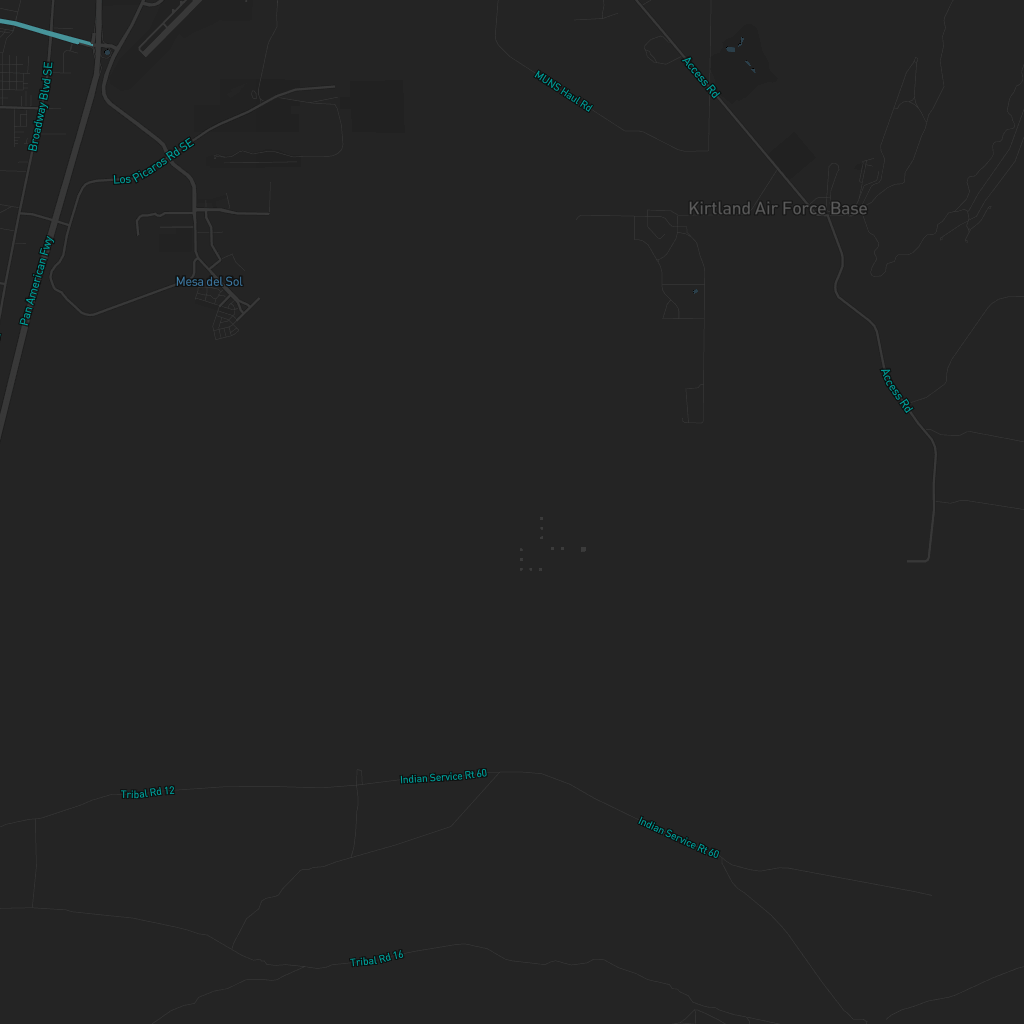 Broadway Blvd SE
Access Rd
MUNS Haul Rd
Los Picaros Rd SE
Kirtland Air Force Base
Pan American Fwy
Mesa del Sol
Access Rd
Indian Service Rt 60
Tribal Rd 12
Indian Service Rt 60
Tribal Rd 16